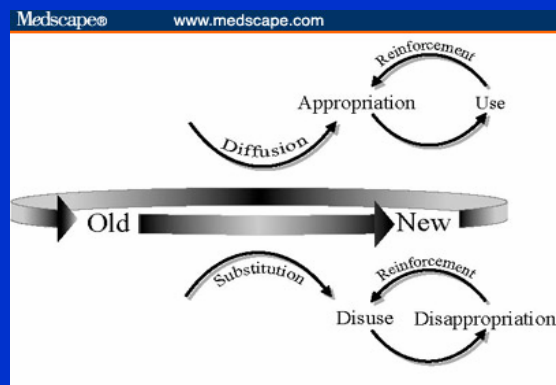 Medscape® www.medscape.com
Reinforcement
Appropriation Use
Diffusion
Old New
Substitution
Reinforcement
Disuse Disappropriation